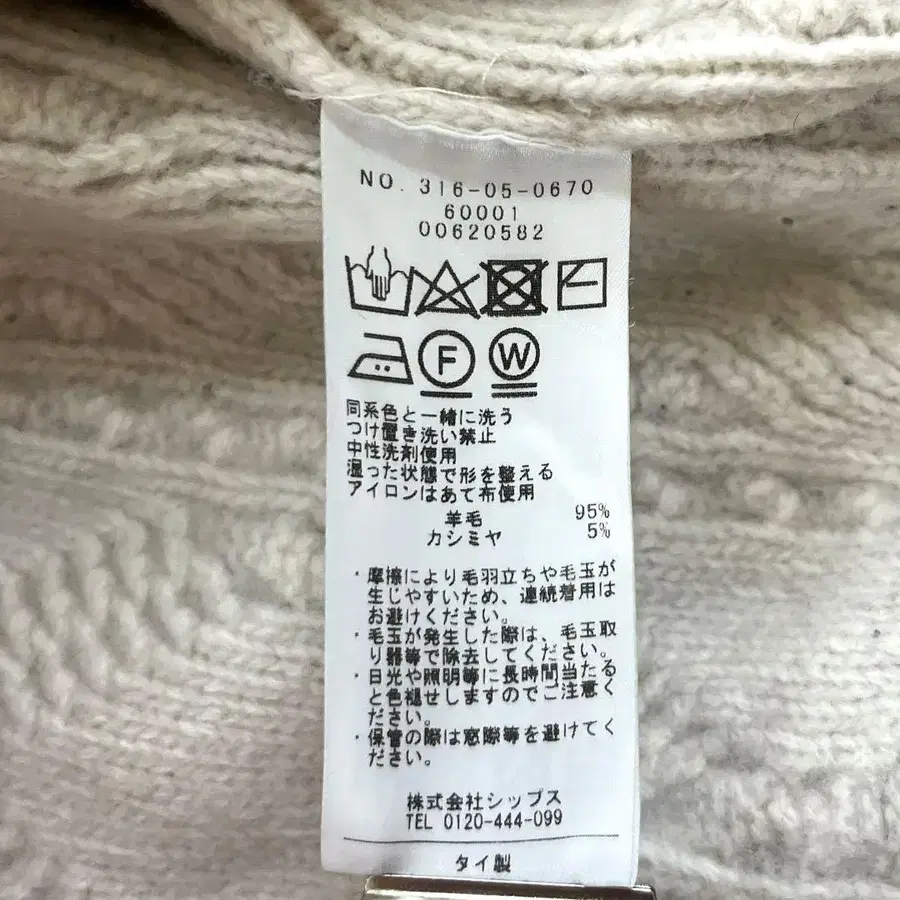 NO. 316-05-0670
60001
00620582
F
W
同系色と一緒に洗う
つけ置き洗い禁止
中性洗剤使用
湿った状態で形を整える
アイロンはあて布使用
羊毛 95%
カシミヤ 5%
・摩擦により毛羽立ちや毛玉が
生じやすいため、連続着用は
お避けください。
・毛玉が発生した際は、毛玉取
り器等で除去してください。
・日光や照明等に長時間当たる
と色褪せしますのでご注意く
ださい。
・保管の際は窓際等を避けてく
ださい。
株式会社シップス
TEL 0120-444-099
タイ製